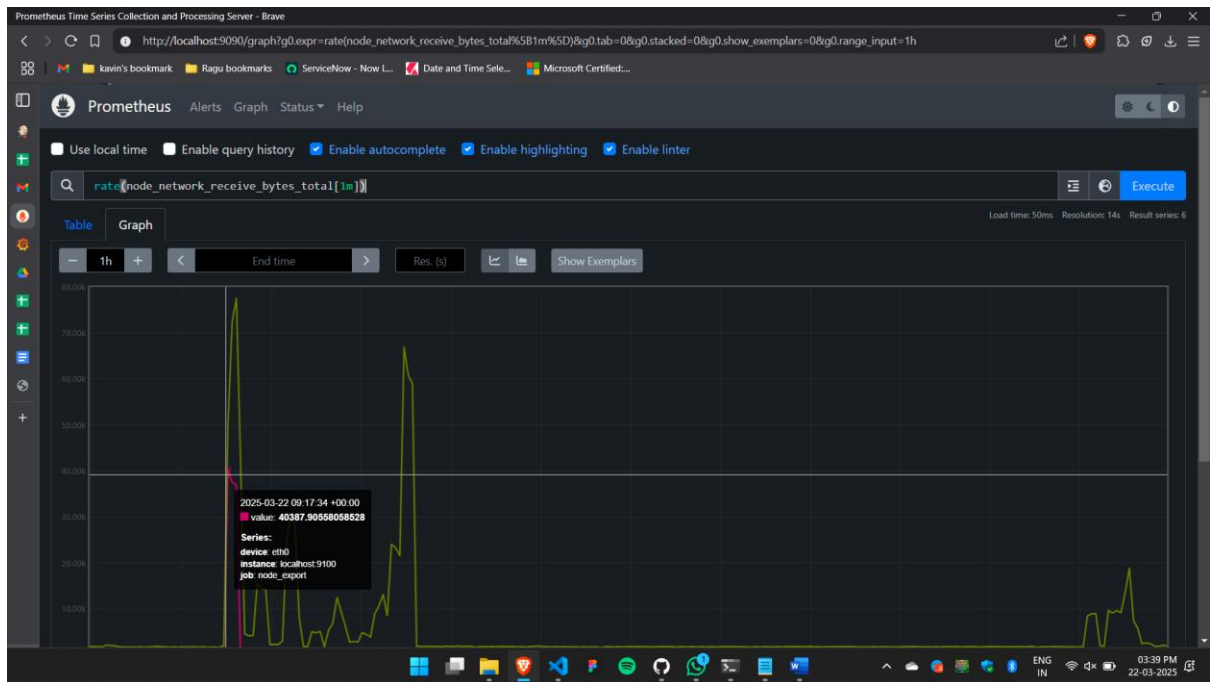 Prometheus Time Series Collection and Processing Server - Brave
http://localhost:9090/graph?g0.expr=rate(node_network_receive_bytes_total%5B1m%5D)&g0.tab=0&g0.stacked=0&g0.show_exemplars=0&g0.range_input=1h
kavin's bookmark Ragu bookmarks ServiceNow - Now L... Date and Time Sele... Microsoft Certified:...
Prometheus Alerts Graph Status Help
Use local time Enable query history Enable autocomplete Enable highlighting Enable linter
rate(node_network_receive_bytes_total[1m]) Execute
Table Graph Load time: 50ms Resolution: 14s Result series: 6
1h End time Res. (s) Show Exemplars
80.00k
70.00k
60.00k
50.00k
40.00k
2025-03-22 09:17:34 +00:00
30.00k value: 40387.90558058528
Series:
device: eth0
20.00k instance: localhost:9100
job: node_export
10.00k
1
ENG 03:39 PM
IN 22-03-2025